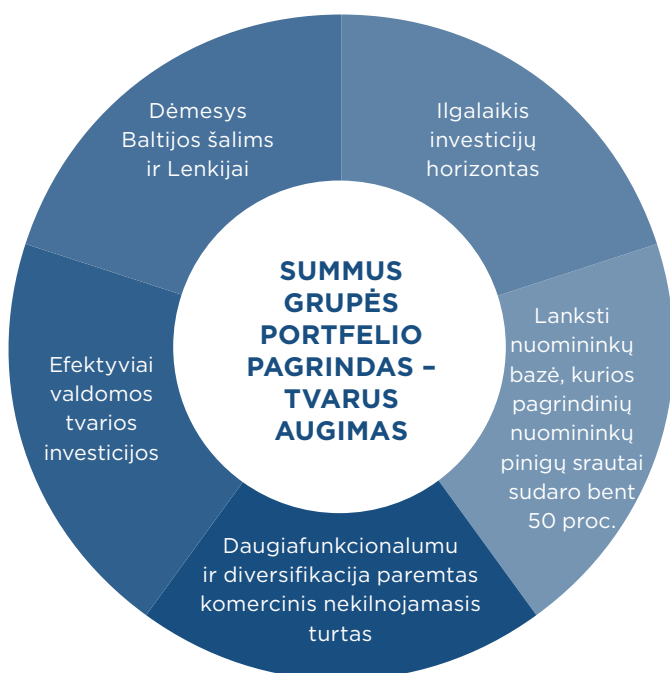 Dėmesys
Baltijos šalims
ir Lenkijai
Ilgalaikis
investicijų
horizontas
SUMMUS
GRUPĖS
PORTFELIO
PAGRINDAS –
TVARUS
AUGIMAS
Lanksti
nuomininkų
bazė, kurios
pagrindinių
nuomininkų
pinigų srautai
sudaro bent
50 proc.
Efektyviai
valdomos
tvarios
investicijos
Daugiafunkcionalumu
ir diversifikacija paremtas
komercinis nekilnojamasis
turtas